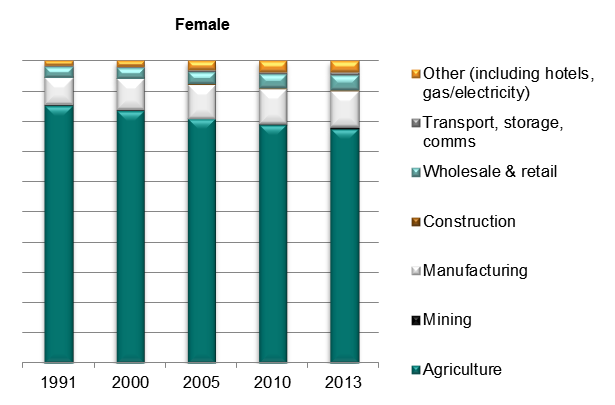 Female
Other (including hotels,
gas/electricity)
Transport, storage,
comms
Wholesale & retail
Construction
Manufacturing
Mining
Agriculture
1991 2000 2005 2010 2013